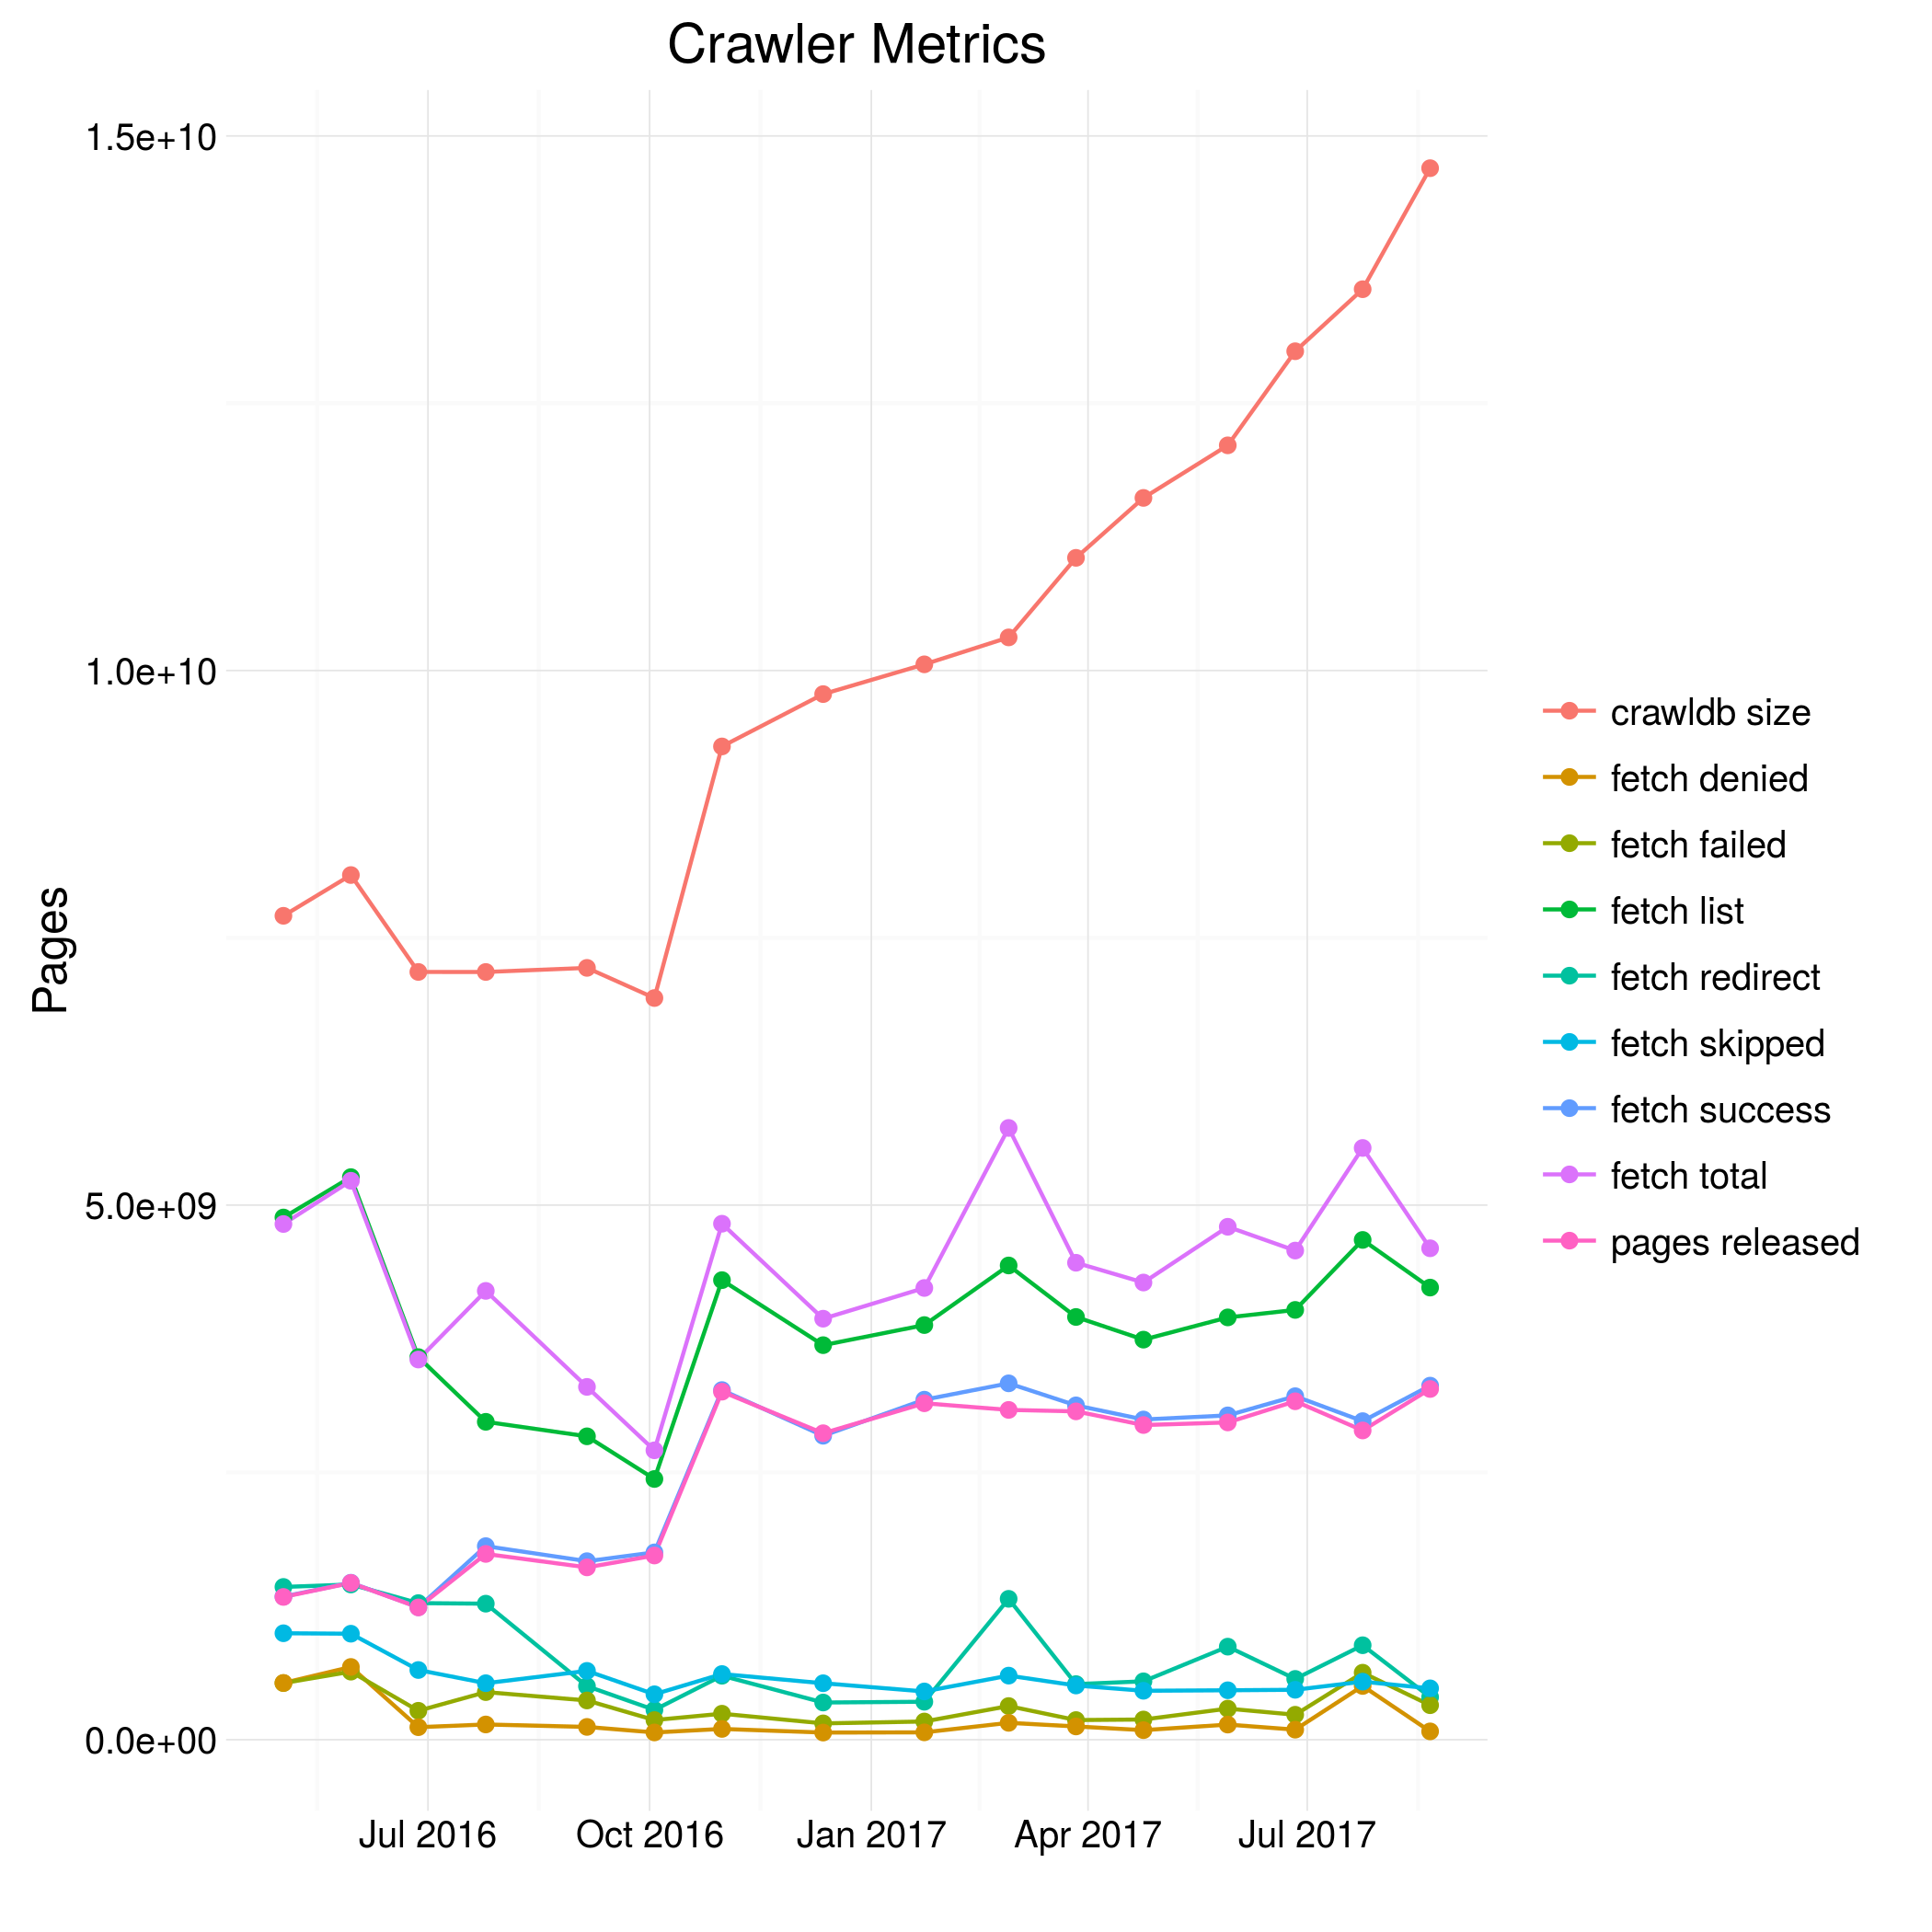 Crawler Metrics
1.5e+10
1.0e+10
5.0e+09
0.0e+00
Pages
Jul 2016
Oct 2016
Jan 2017
Apr 2017
Jul 2017
crawldb size
fetch denied
fetch failed
fetch list
fetch redirect
fetch skipped
fetch success
fetch total
pages released